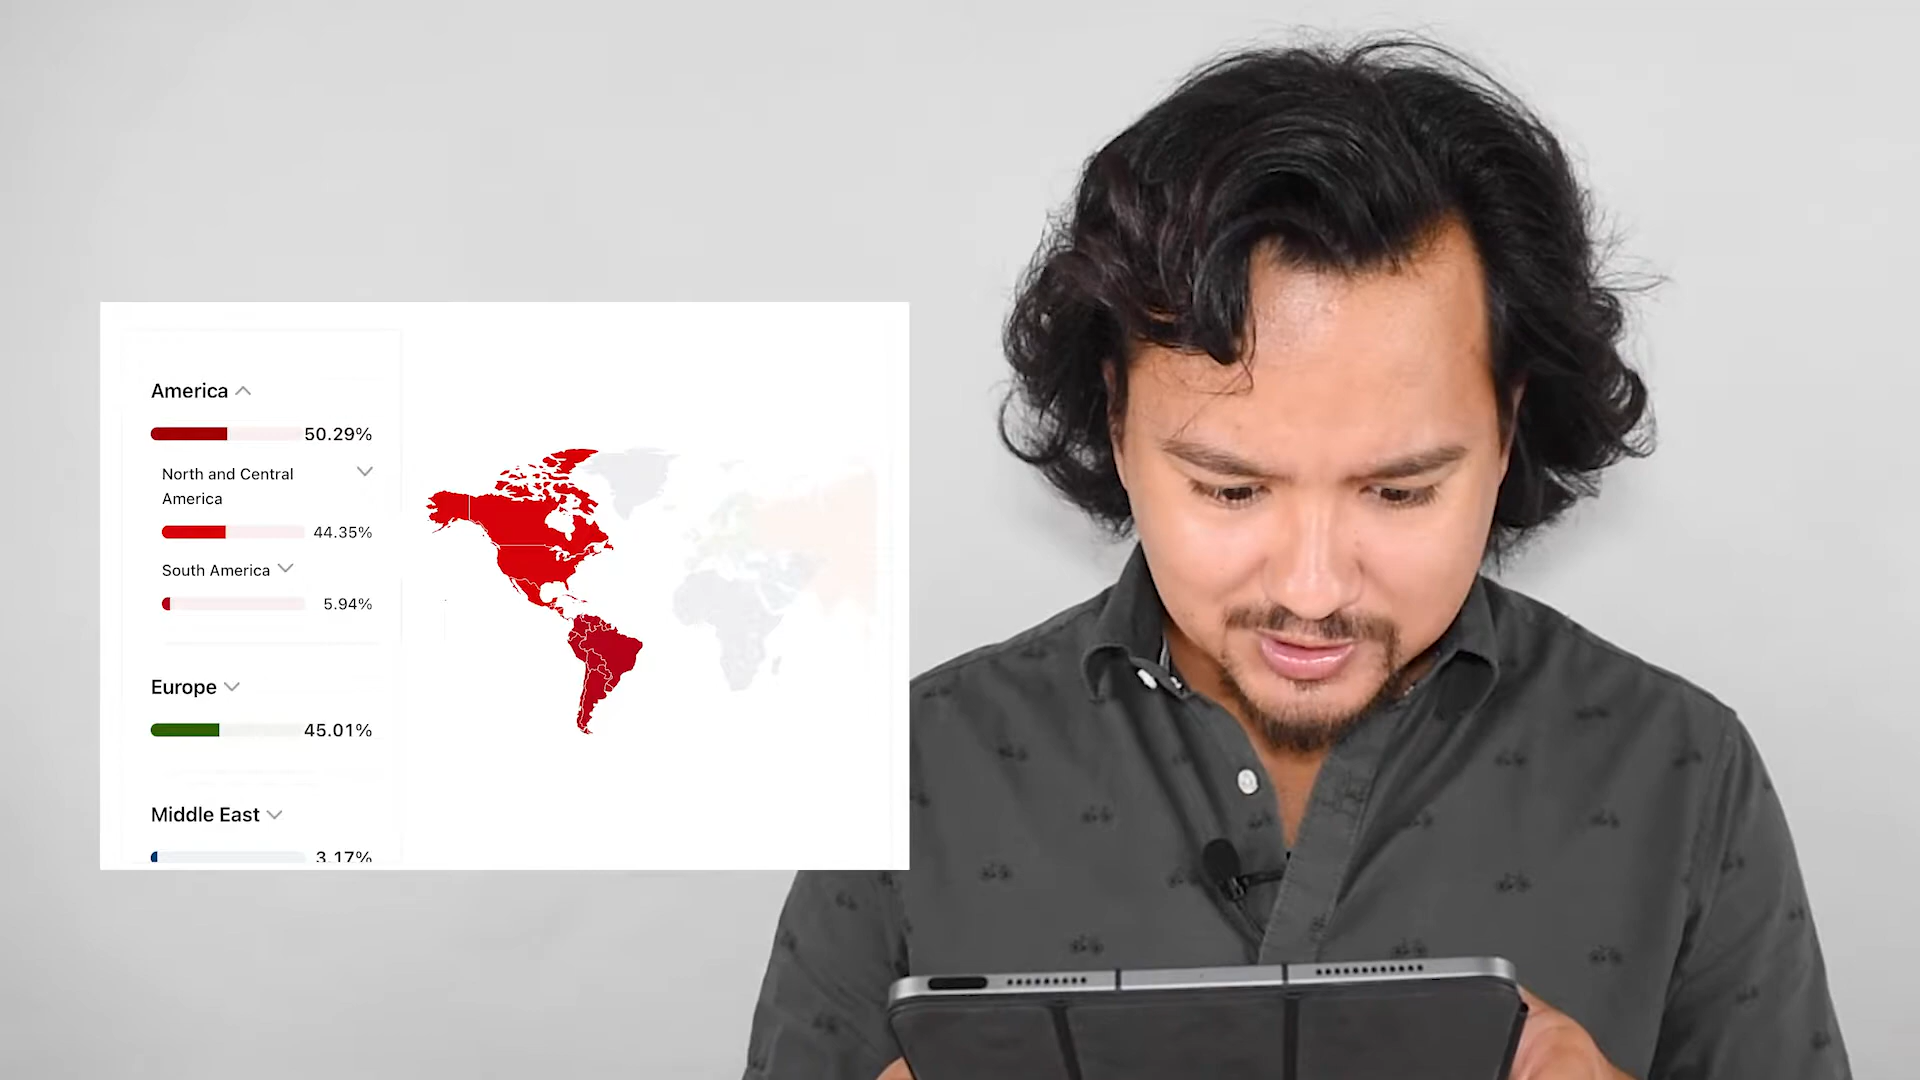 America
50.29%
North and Central
America
44.35%
South America
5.94%
Europe
45.01%
Middle East
3.17%